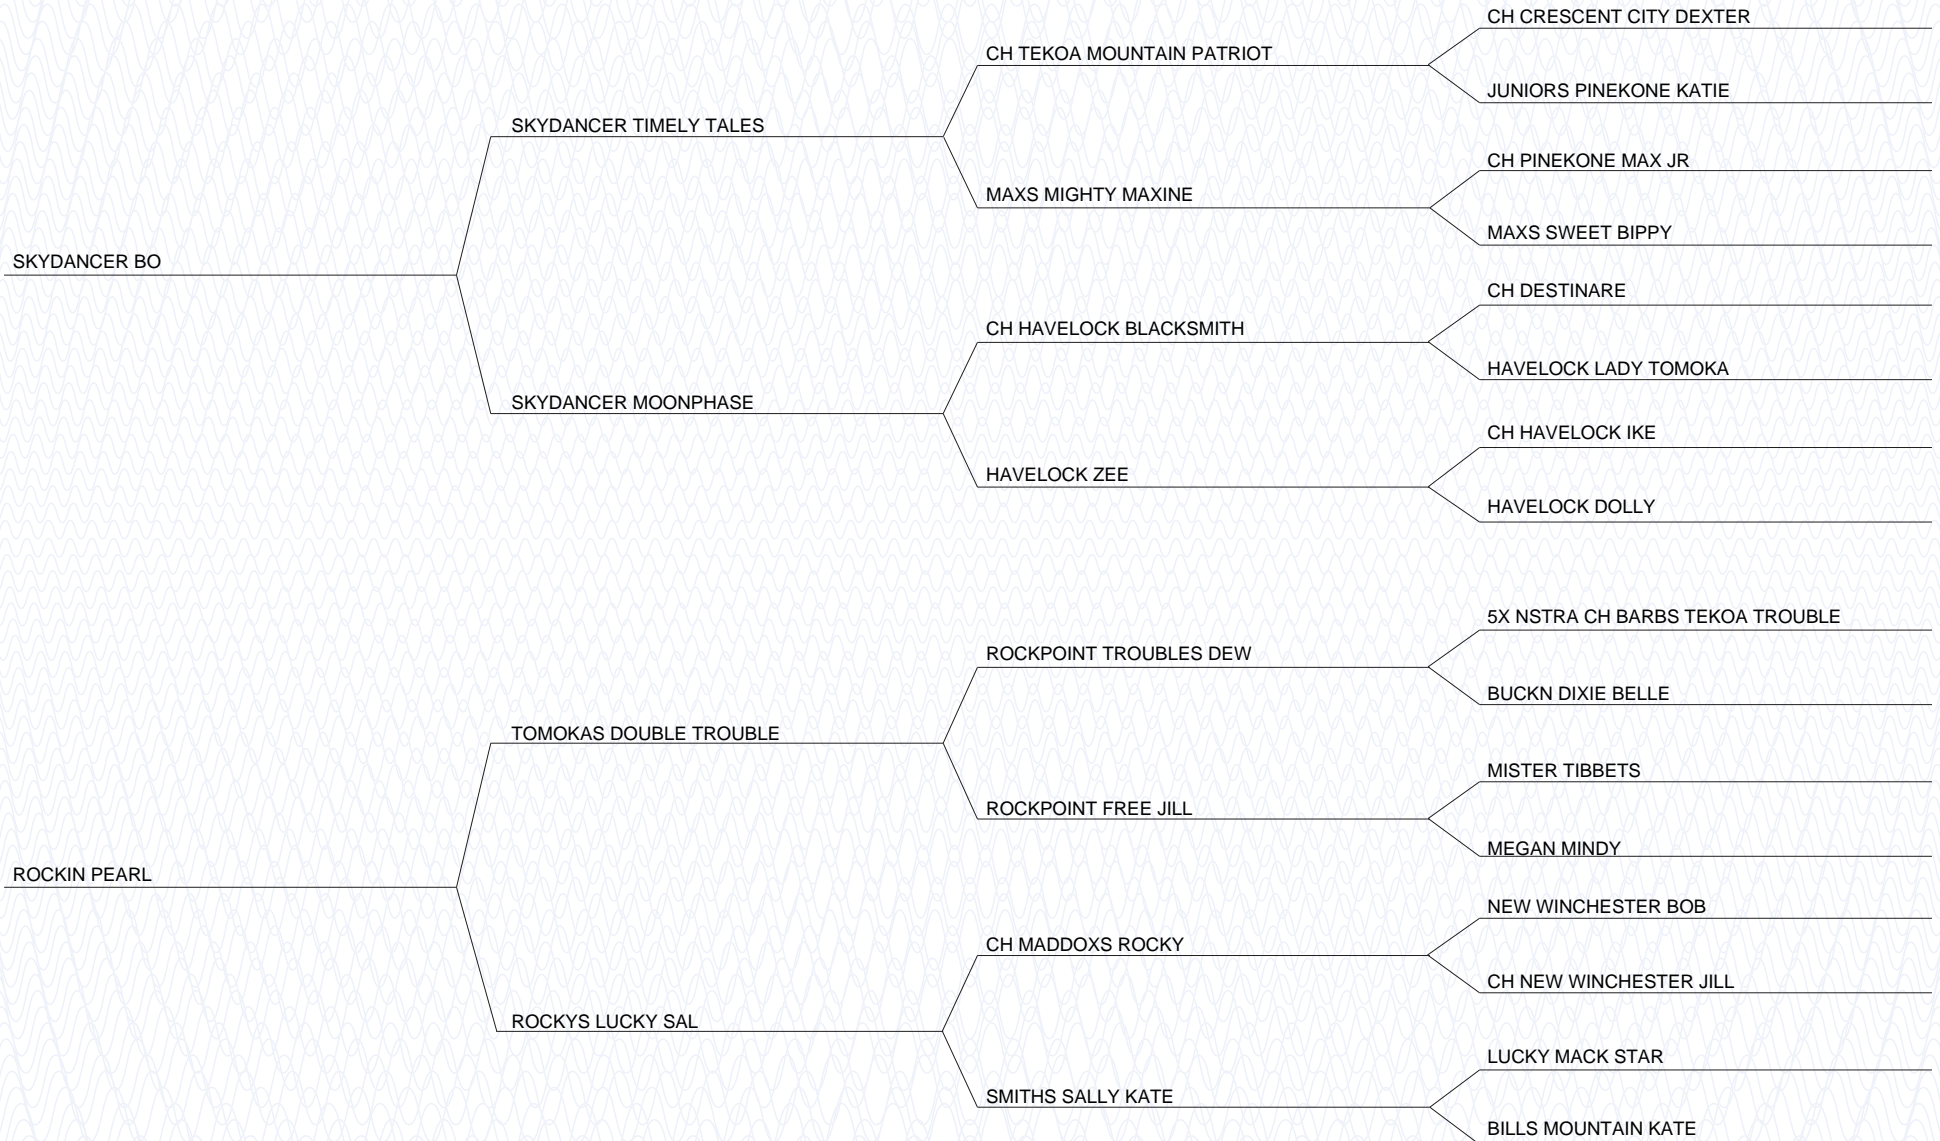 CH CRESCENT CITY DEXTER
CH TEKOA MOUNTAIN PATRIOT
JUNIORS PINEKONE KATIE
SKYDANCER TIMELY TALES
CH PINEKONE MAX JR
MAXS MIGHTY MAXINE
MAXS SWEET BIPPY
SKYDANCER BO
CH DESTINARE
CH HAVELOCK BLACKSMITH
HAVELOCK LADY TOMOKA
SKYDANCER MOONPHASE
CH HAVELOCK IKE
HAVELOCK ZEE
HAVELOCK DOLLY
5X NSTRA CH BARBS TEKOA TROUBLE
ROCKPOINT TROUBLES DEW
BUCKN DIXIE BELLE
TOMOKAS DOUBLE TROUBLE
MISTER TIBBETS
ROCKPOINT FREE JILL
MEGAN MINDY
ROCKIN PEARL
NEW WINCHESTER BOB
CH MADDOXS ROCKY
CH NEW WINCHESTER JILL
ROCKYS LUCKY SAL
LUCKY MACK STAR
SMITHS SALLY KATE
BILLS MOUNTAIN KATE